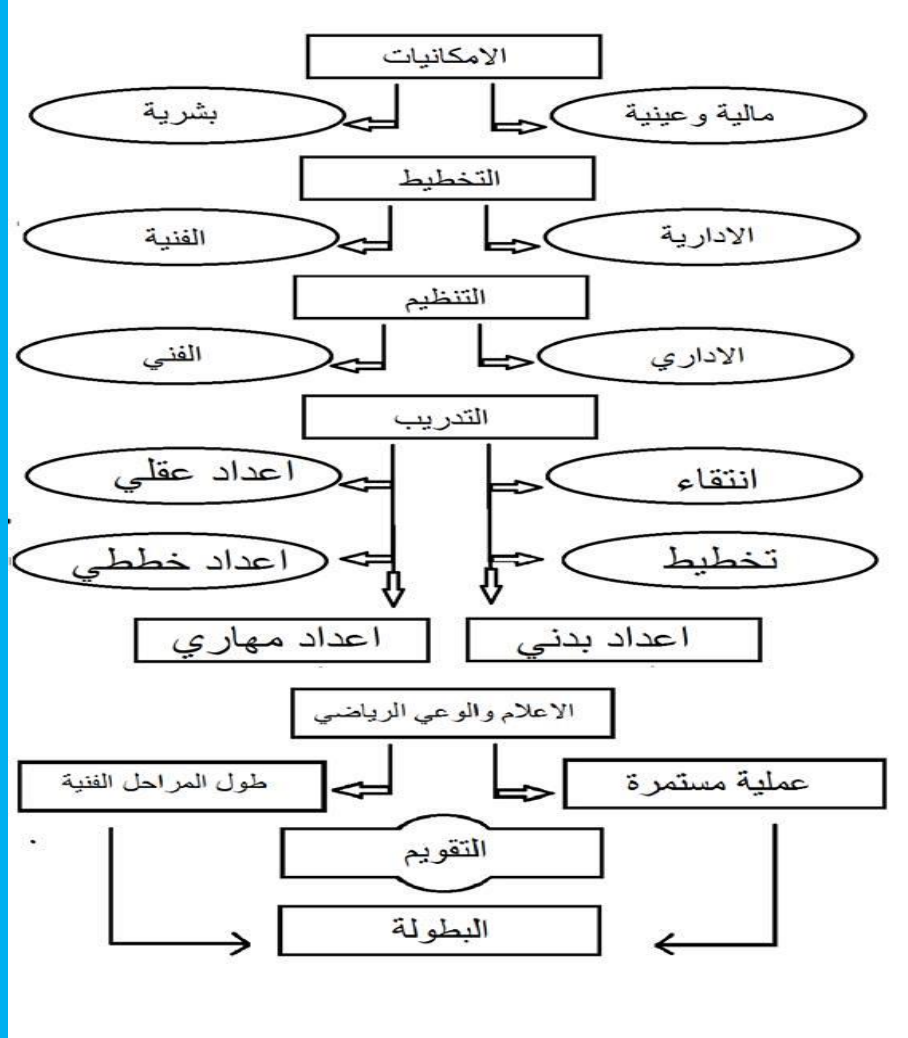 الامكانيات
مالية وعينية
بشرية
التخطيط
الادارية
الفنية
التنظيم
الاداري
الفني
التدريب
انتقاء
اعداد عقلي
تخطيط
اعداد خططي
اعداد بدني
اعداد مهاري
الاعلام والوعي الرياضي
عملية مستمرة
طول المراحل الفنية
التقويم
البطولة